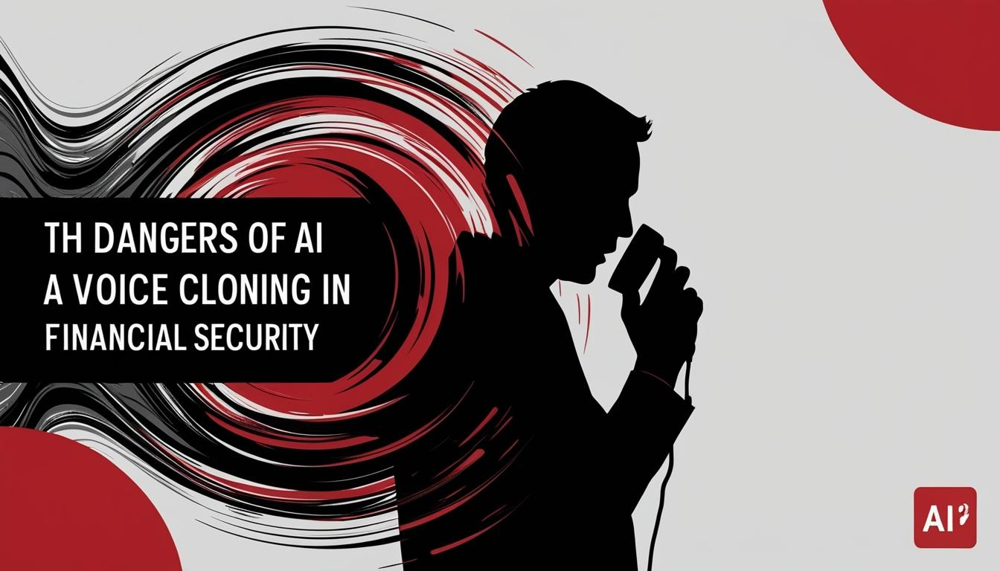 TH DANGERS OF AI
A VOICE CLONING IN
FINANCIAL SECURITY
AI